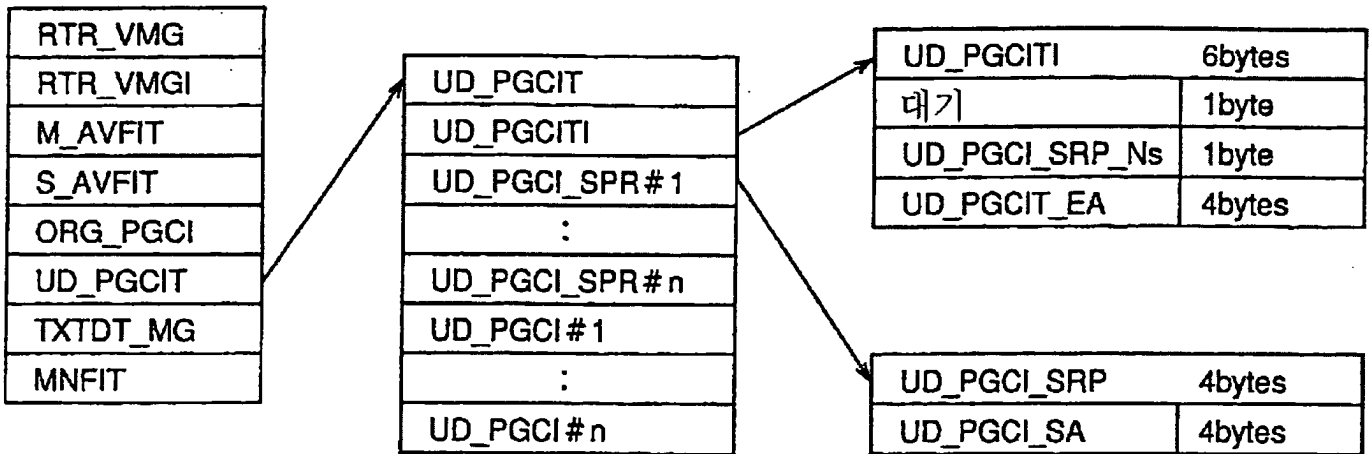 RTR_VMG
RTR_VMGI
M_AVFIT
S_AVFIT
ORG_PGCI
UD_PGCIT
TXTDT_MG
MNFIT
UD_PGCIT
UD_PGCITI
UD_PGCI_SPR#1
:
UD_PGCI_SPR#n
UD_PGCI#1
:
UD_PGCI#n
UD_PGCITI 6bytes
대기 1byte
UD_PGCI_SRP_Ns 1byte
UD_PGCIT_EA 4bytes
UD_PGCI_SRP 4bytes
UD_PGCI_SA 4bytes